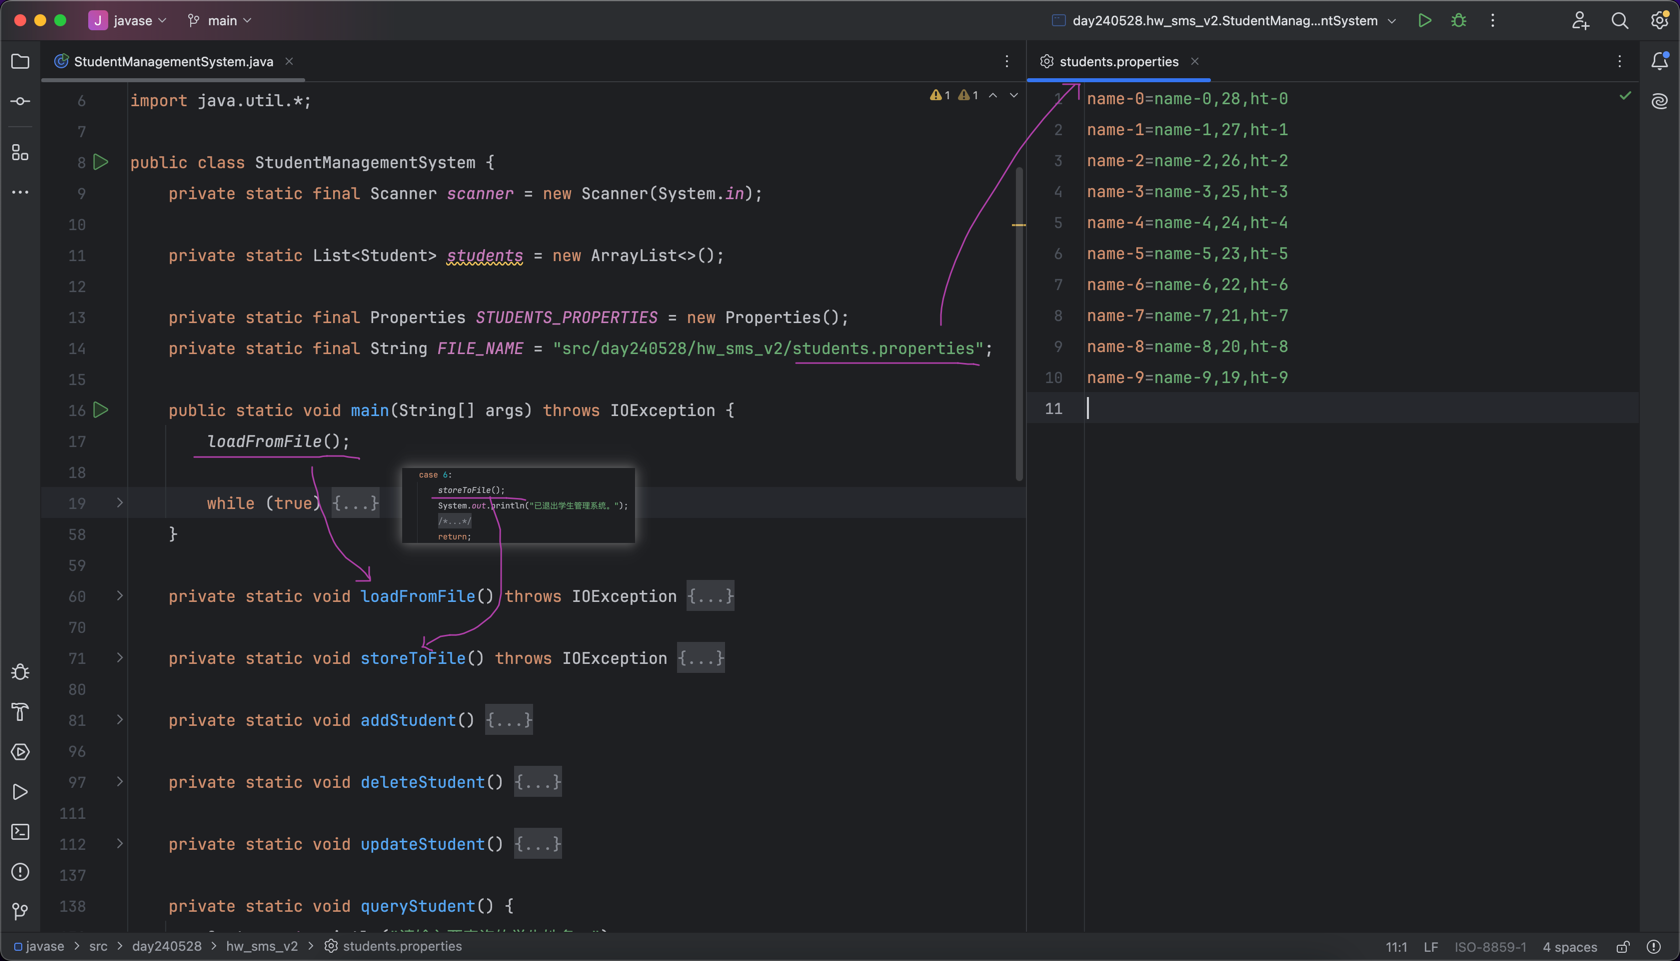 javase
main
day240528.hw_sms_v2.StudentManag...ntSystem
StudentManagementSystem.java
students.properties
6 import java.util.*;
1 1
7
8 public class StudentManagementSystem {
9 private static final Scanner scanner = new Scanner(System.in);
10
11 private static List<Student> students = new ArrayList<>();
12
13 private static final Properties STUDENTS_PROPERTIES = new Properties();
14 private static final String FILE_NAME = "src/day240528/hw_sms_v2/students.properties";
15
16 public static void main(String[] args) throws IOException {
17 loadFromFile();
18
19 while (true) {...}
58 }
59
60 private static void loadFromFile() throws IOException {...}
70
71 private static void storeToFile() throws IOException {...}
80
81 private static void addStudent() {...}
96
97 private static void deleteStudent() {...}
111
112 private static void updateStudent() {...}
137
138 private static void queryStudent() {
case 6:
storeToFile();
System.out.println("已退出学生管理系统。");
/*...*/
return;
1 name-0=name-0,28,ht-0
2 name-1=name-1,27,ht-1
3 name-2=name-2,26,ht-2
4 name-3=name-3,25,ht-3
5 name-4=name-4,24,ht-4
6 name-5=name-5,23,ht-5
7 name-6=name-6,22,ht-6
8 name-7=name-7,21,ht-7
9 name-8=name-8,20,ht-8
10 name-9=name-9,19,ht-9
11
javase > src > day240528 > hw_sms_v2 > students.properties
11:1 LF ISO-8859-1 4 spaces